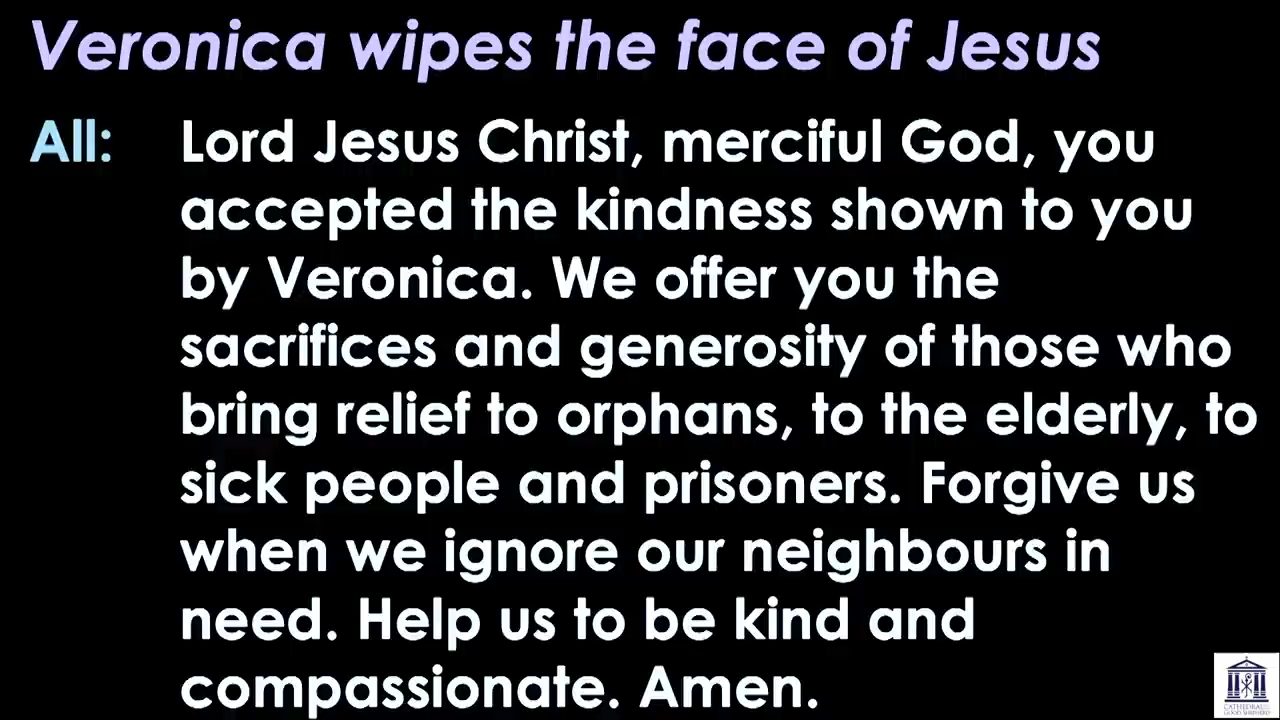 Veronica wipes the face of Jesus
All: Lord Jesus Christ, merciful God, you
accepted the kindness shown to you
by Veronica. We offer you the
sacrifices and generosity of those who
bring relief to orphans, to the elderly, to
sick people and prisoners. Forgive us
when we ignore our neighbours in
need. Help us to be kind and
compassionate. Amen.
CATHEDRAL
GOOD SHEPHERD